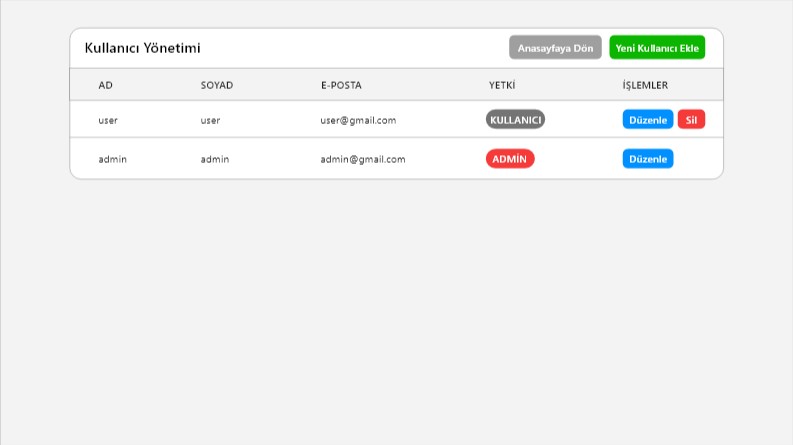 Kullanıcı Yönetimi Anasayfaya Dön Yeni Kullanıcı Ekle
AD SOYAD E-POSTA YETKİ İŞLEMLER
user user user@gmail.com KULLANICI Düzenle Sil
admin admin admin@gmail.com ADMİN Düzenle